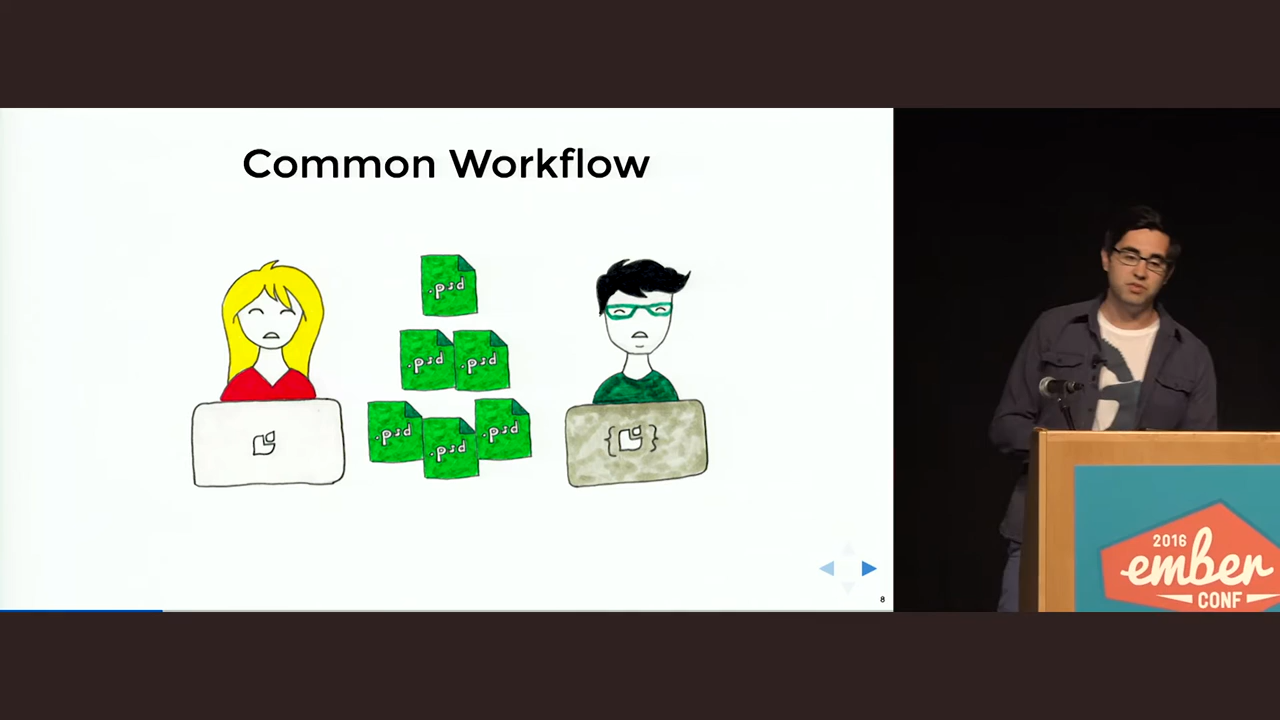 Common Workflow
.psd
.psd .psd
.psd .psd .psd
{ }
8
2016
ember
CONF